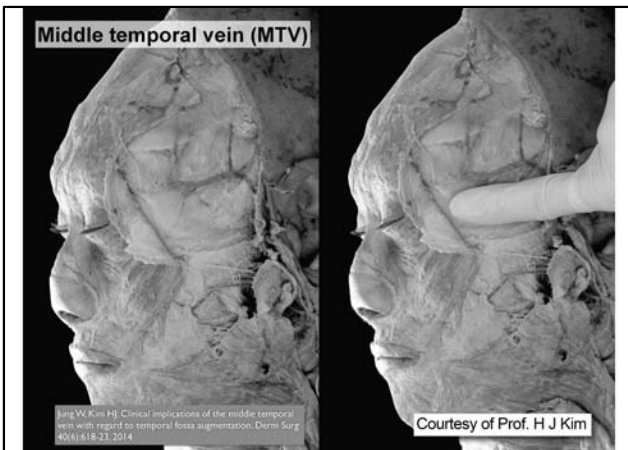 Middle temporal vein (MTV)
Jung W, Kim HJ: Clinical implications of the middle temporal
vein with regard to temporal fossa augmentation. Derm Surg
40(6):618-23, 2014
Courtesy of Prof. H J Kim